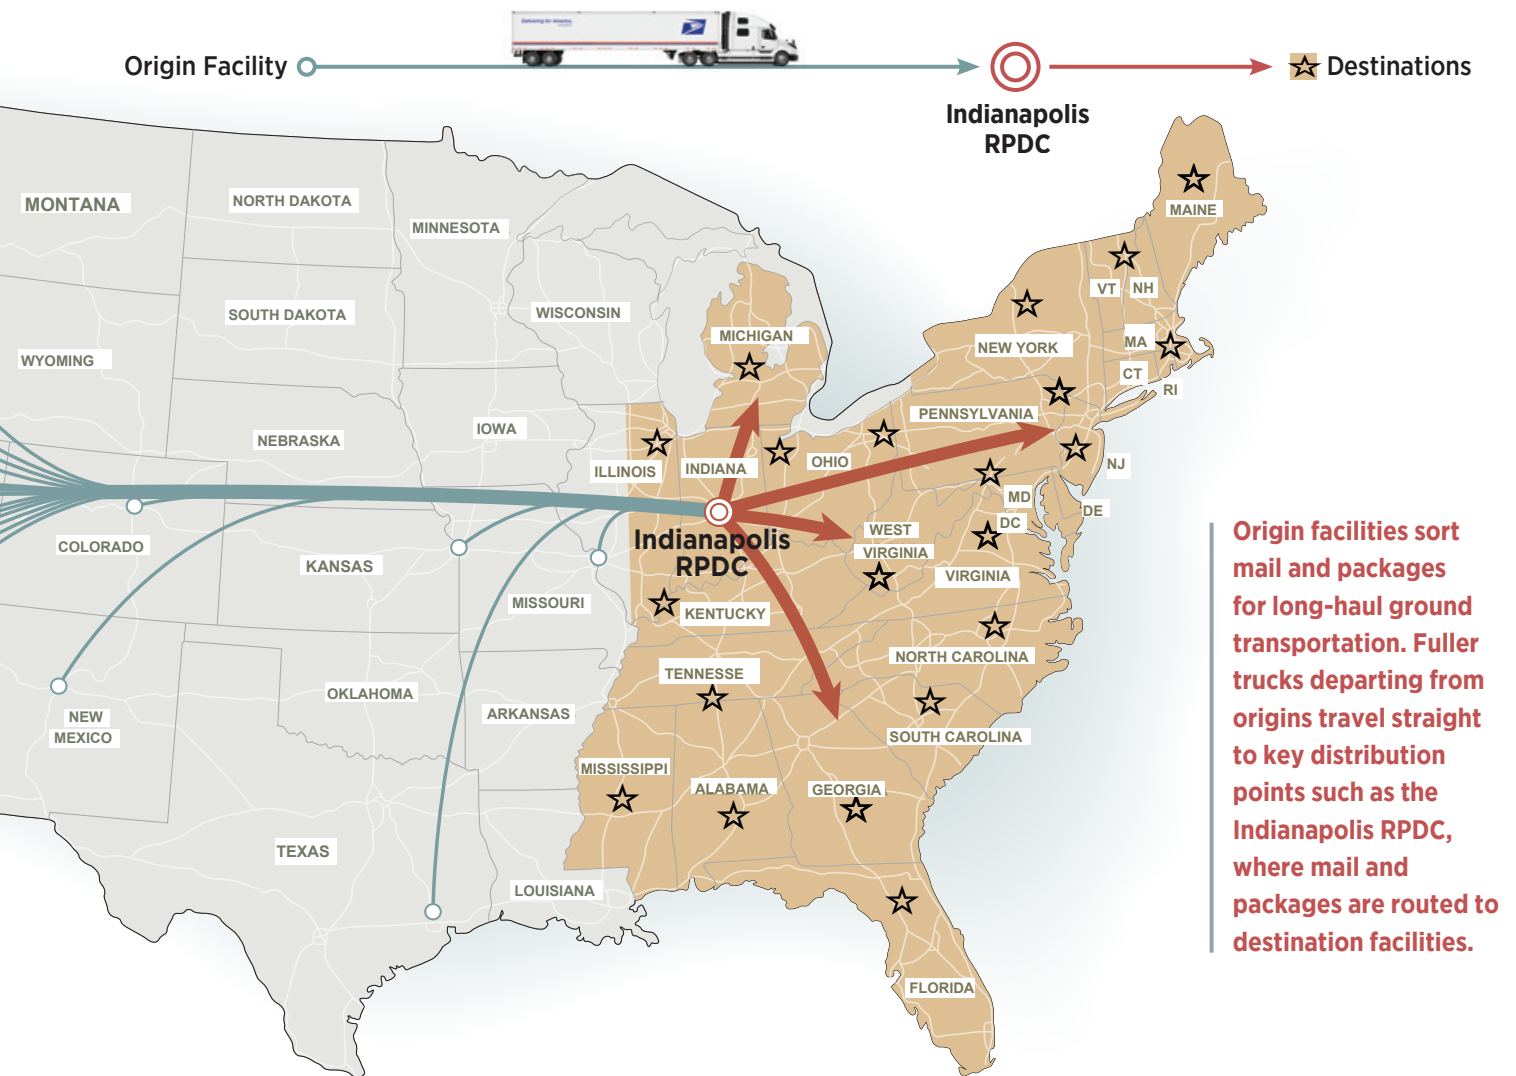 Delivering for America
Origin Facility
Indianapolis
RPDC
Destinations
MONTANA
NORTH DAKOTA
MINNESOTA
MAINE
VT
NH
SOUTH DAKOTA
WISCONSIN
MICHIGAN
NEW YORK
MA
WYOMING
CT
RI
NEBRASKA
IOWA
PENNSYLVANIA
ILLINOIS
INDIANA
OHIO
NJ
MD
DE
DC
COLORADO
KANSAS
Indianapolis
RPDC
WEST
VIRGINIA
VIRGINIA
MISSOURI
KENTUCKY
NORTH CAROLINA
TENNESSE
OKLAHOMA
ARKANSAS
NEW
MEXICO
SOUTH CAROLINA
MISSISSIPPI
ALABAMA
GEORGIA
TEXAS
LOUISIANA
FLORIDA
Origin facilities sort
mail and packages
for long-haul ground
transportation. Fuller
trucks departing from
origins travel straight
to key distribution
points such as the
Indianapolis RPDC,
where mail and
packages are routed to
destination facilities.